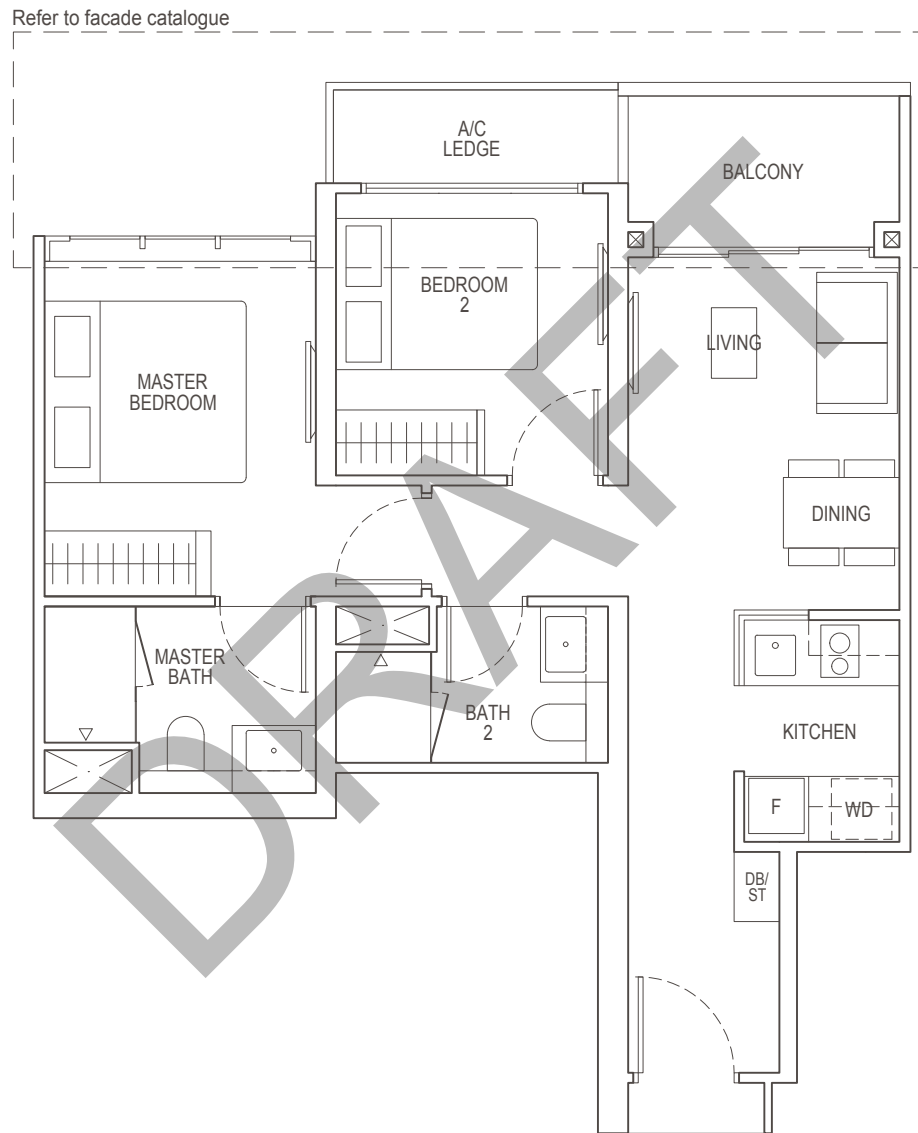 Refer to facade catalogue
A/C
LEDGE
BALCONY
BEDROOM
2
LIVING
MASTER
BEDROOM
DINING
MASTER
BATH
BATH
2
KITCHEN
F
WD
DB/
ST
DRAFT